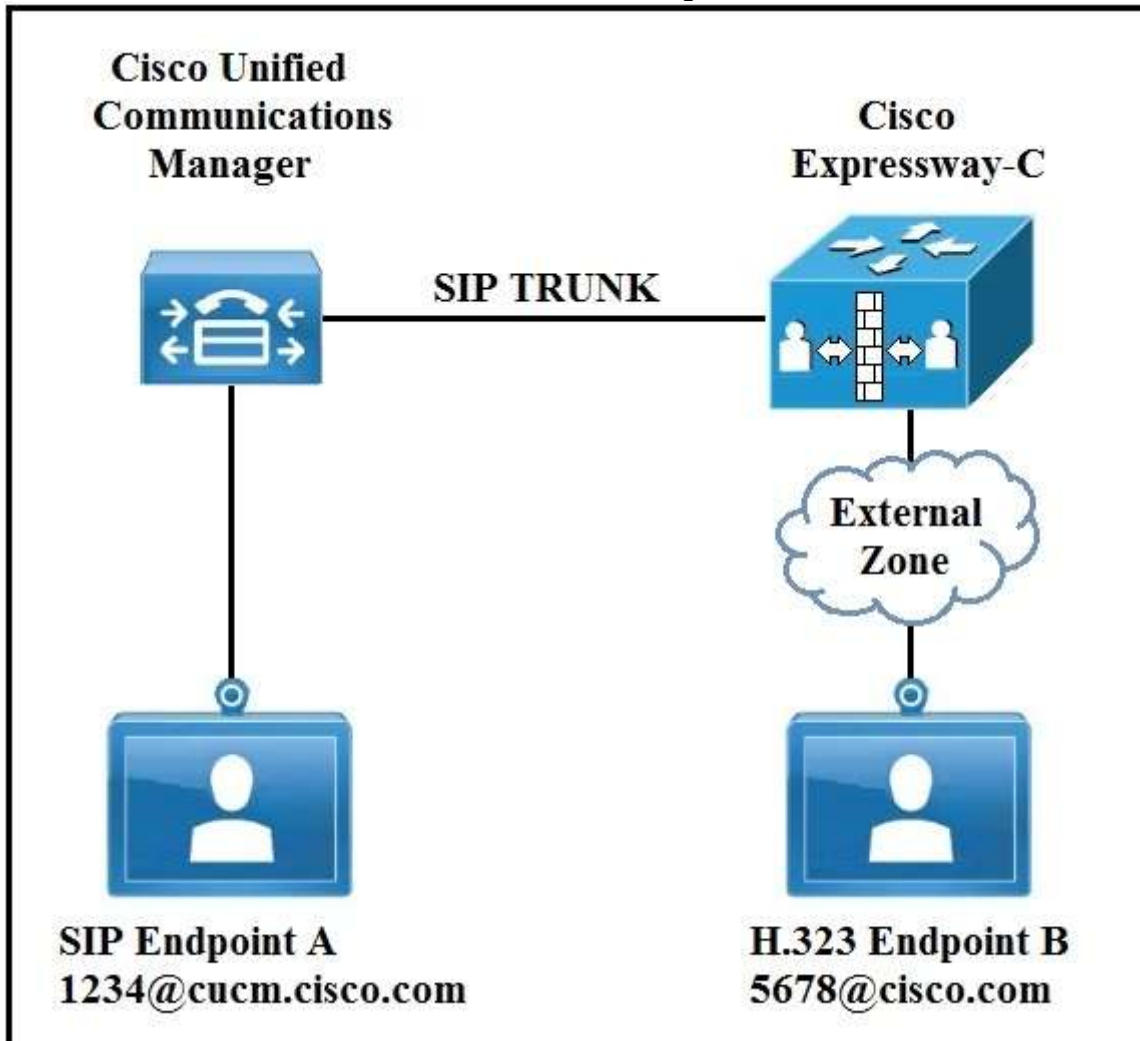 Cisco Unified
Communications
Manager
Cisco
Expressway-C
SIP TRUNK
External
Zone
SIP Endpoint A
1234@cucm.cisco.com
H.323 Endpoint B
5678@cisco.com